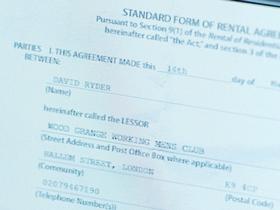 STANDARD FORM OF RENTAL AGRE
Pursuant to Section 9(1) of the Rental of Residential
hereinafter called "the Act," and section 3 of the
PARTIES 1. THIS AGREEMENT MADE this 16th day of
BETWEEN:
DAVID RYDER
(Name)
hereinafter called the LESSOR
WOOD GRANGE WORKING MENS CLUB
(Street Address and Post Office Box where applicable)
HALLUM STREET, LONDON K9 4CP
(Community) (Postal Code)
02079467190
(Telephone Number(s)